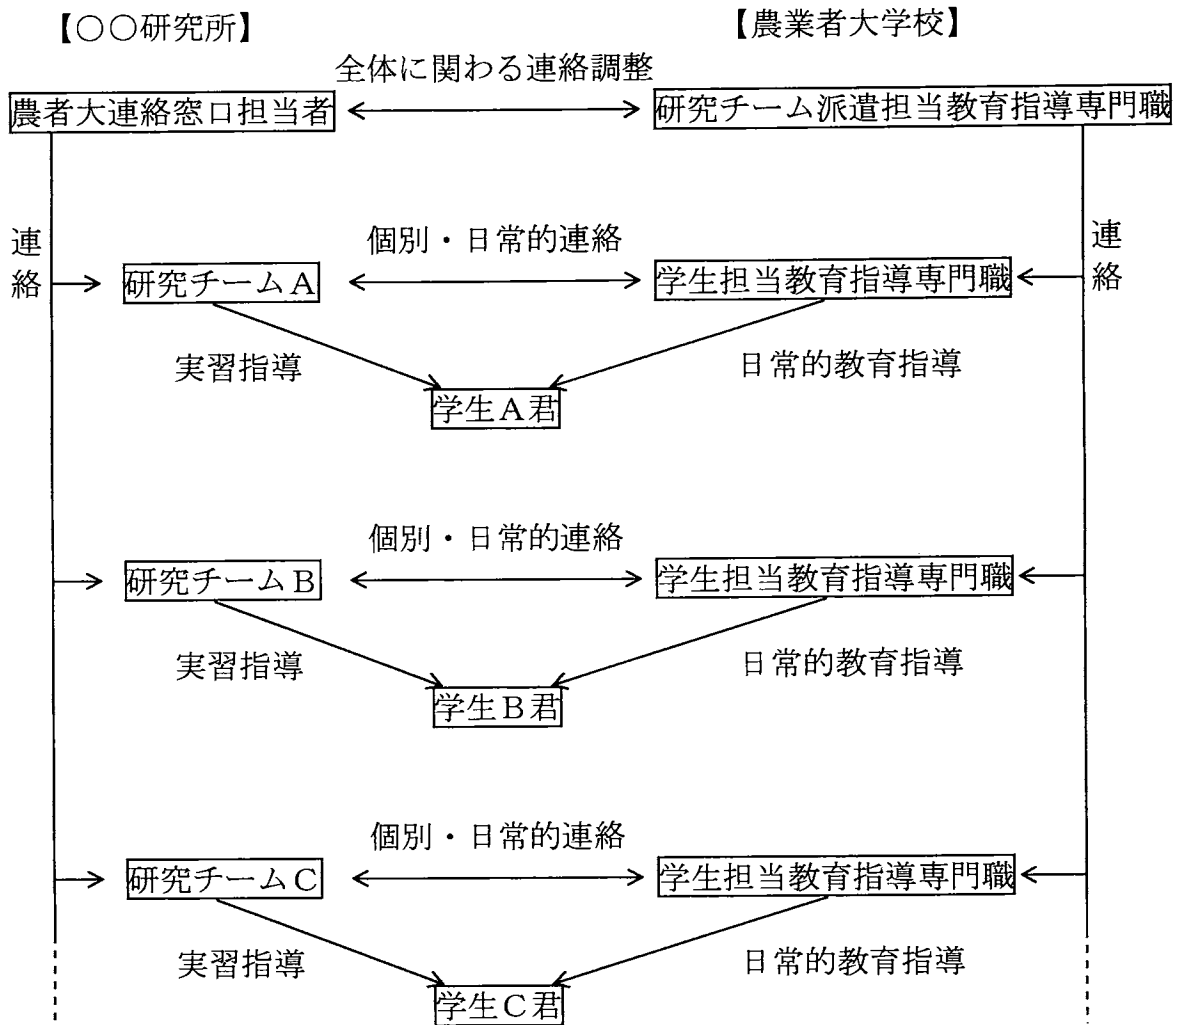 【○○研究所】
【農業者大学校】
全体に関わる連絡調整
農者大連絡窓口担当者
研究チーム派遣担当教育指導専門職
連絡
連絡
個別・日常的連絡
研究チームA
学生担当教育指導専門職
実習指導
日常的教育指導
学生A君
個別・日常的連絡
研究チームB
学生担当教育指導専門職
実習指導
日常的教育指導
学生B君
個別・日常的連絡
研究チームC
学生担当教育指導専門職
実習指導
日常的教育指導
学生C君